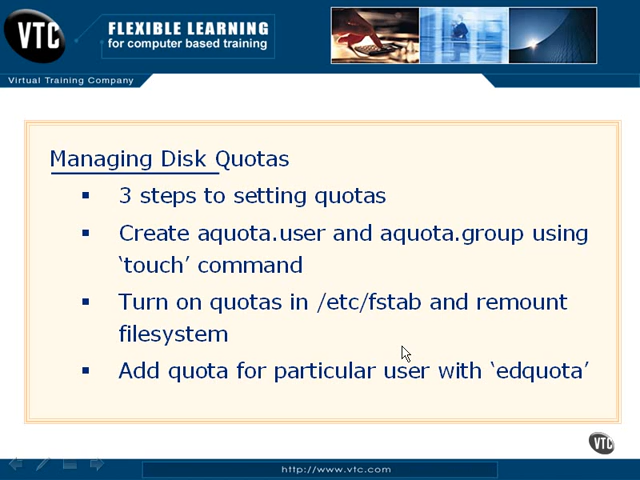 VTC
FLEXIBLE LEARNING
for computer based training
Virtual Training Company
Managing Disk Quotas
▪ 3 steps to setting quotas
▪ Create aquota.user and aquota.group using
‘touch’ command
▪ Turn on quotas in /etc/fstab and remount
filesystem
▪ Add quota for particular user with ‘edquota’
VTC
http://www.vtc.com